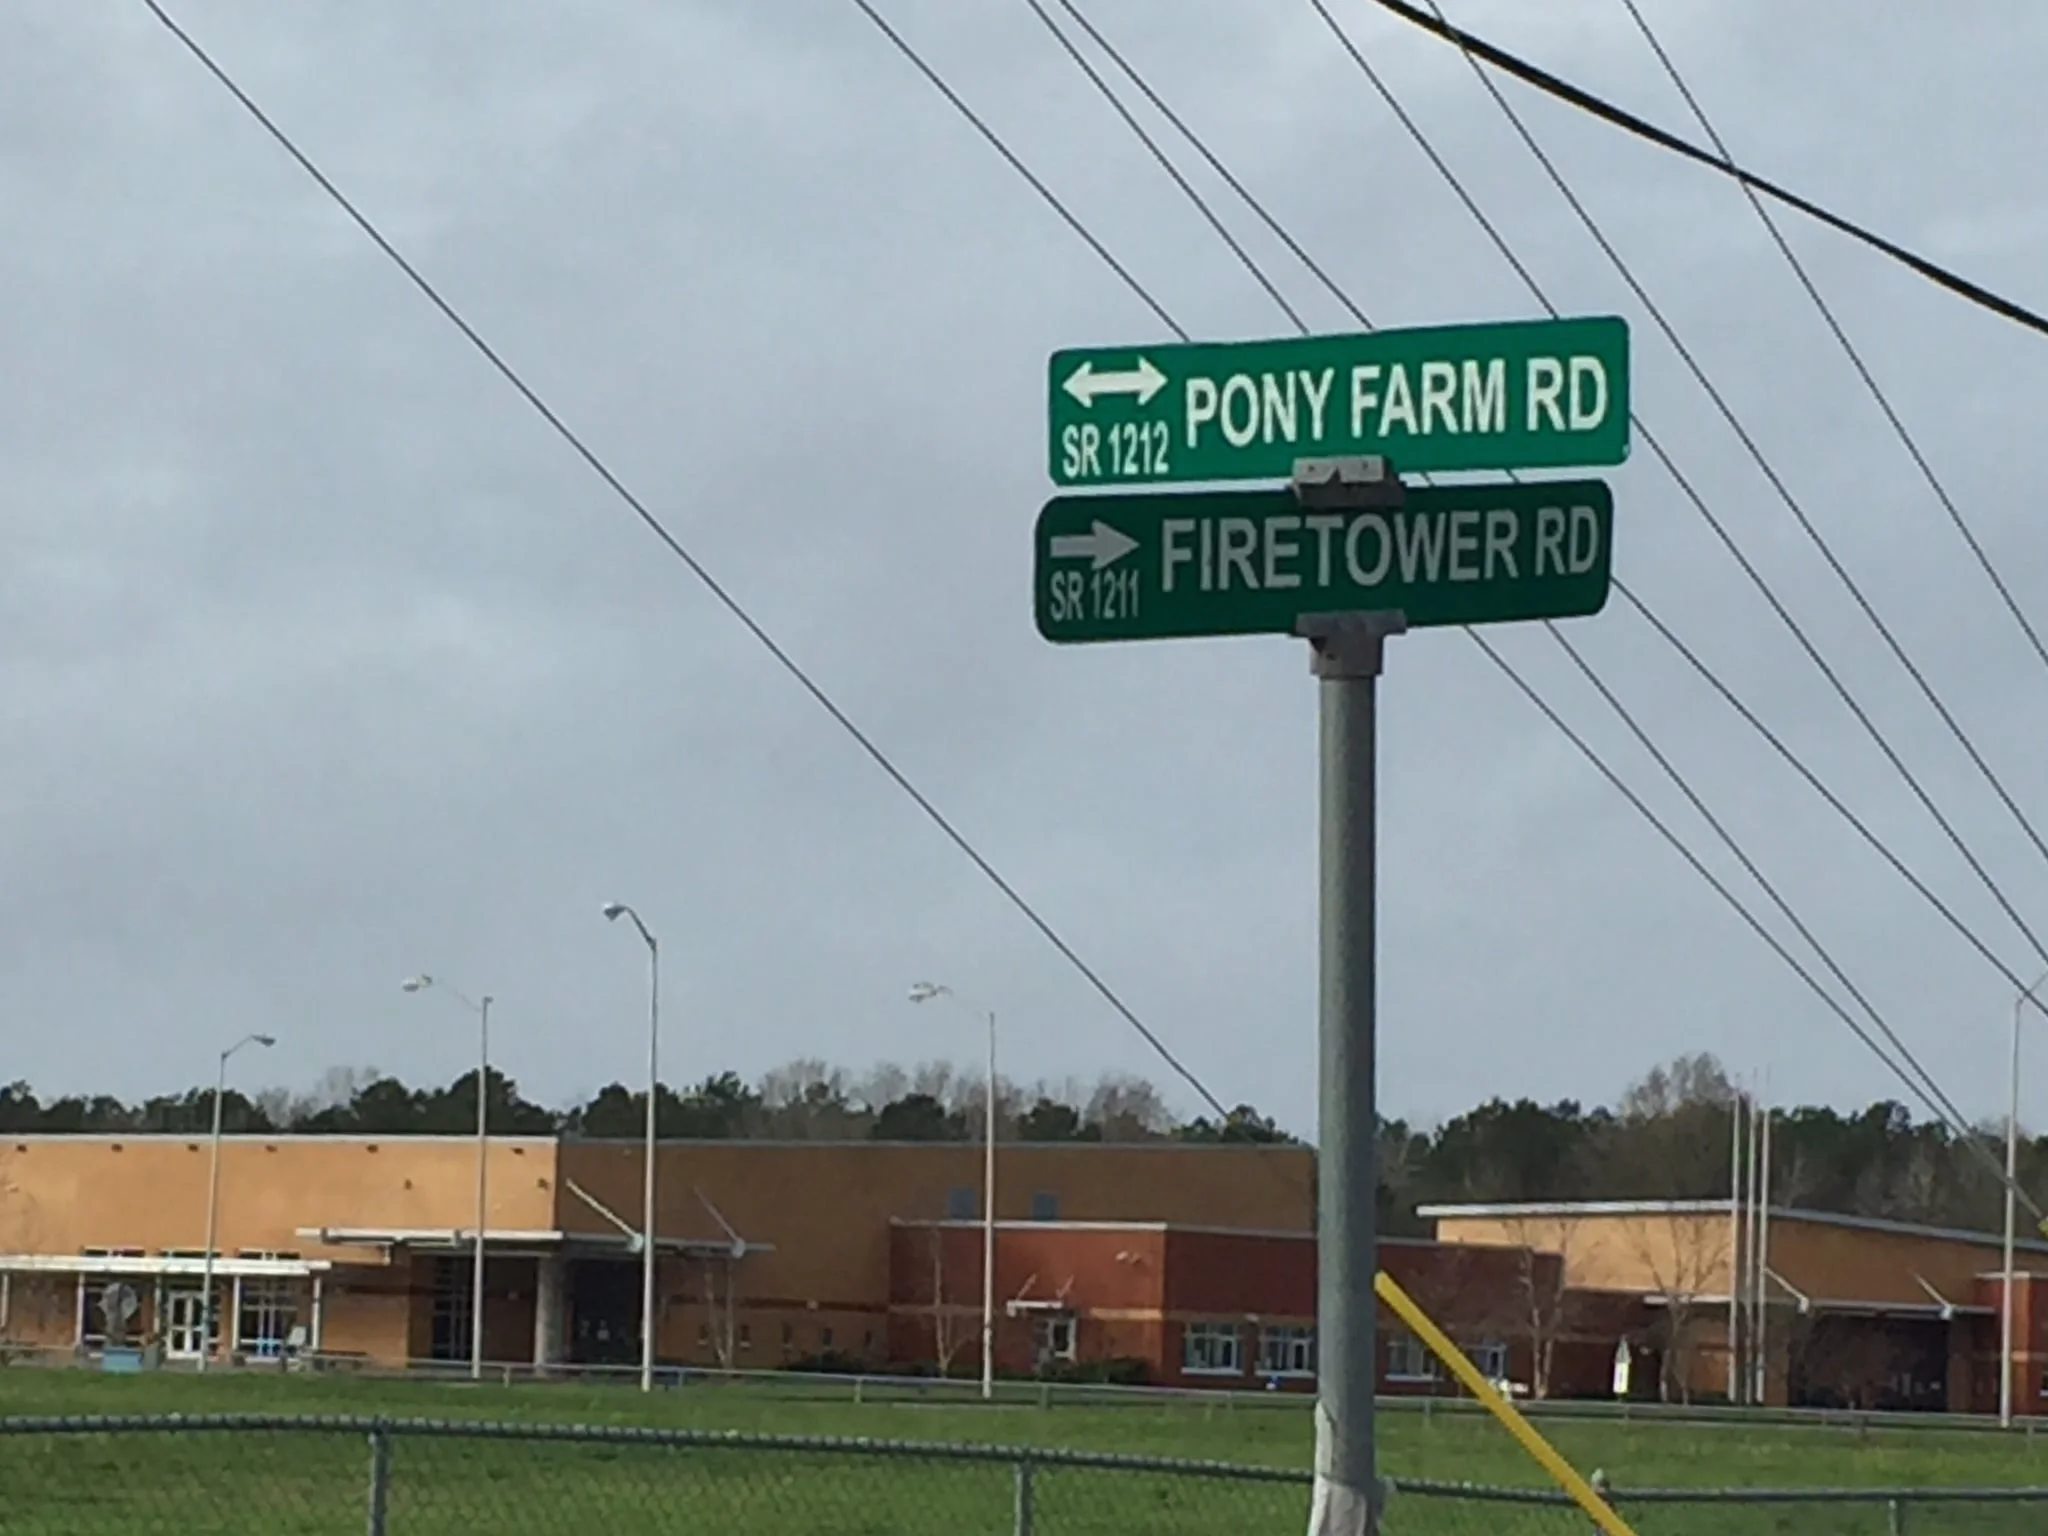 PONY FARM RD
SR 1212
FIRETOWER RD
SR 1211